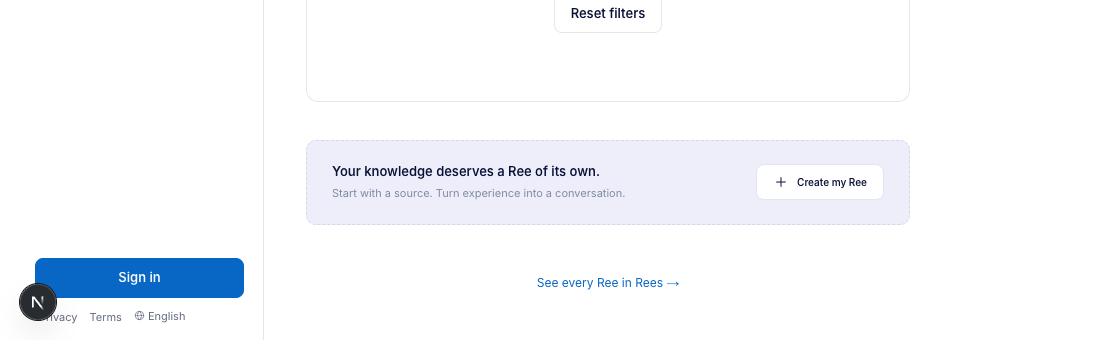 Reset filters
Your knowledge deserves a Ree of its own.
Start with a source. Turn experience into a conversation.
Create my Ree
See every Ree in Rees →
Sign in
N
Terms
English